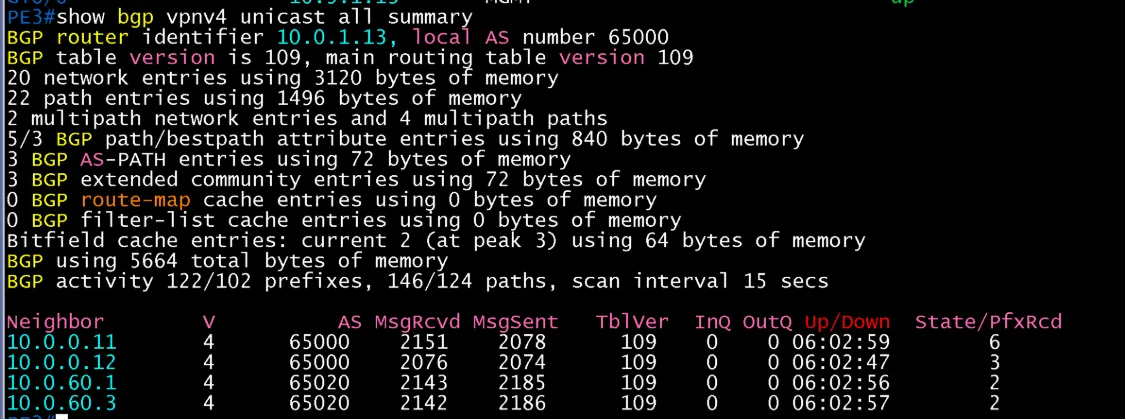 PE3#show bgp vpnv4 unicast all summary
BGP router identifier 10.0.1.13, local AS number 65000
BGP table version is 109, main routing table version 109
20 network entries using 3120 bytes of memory
22 path entries using 1496 bytes of memory
2 multipath network entries and 4 multipath paths
5/3 BGP path/bestpath attribute entries using 840 bytes of memory
3 BGP AS-PATH entries using 72 bytes of memory
3 BGP extended community entries using 72 bytes of memory
0 BGP route-map cache entries using 0 bytes of memory
0 BGP filter-list cache entries using 0 bytes of memory
Bitfield cache entries: current 2 (at peak 3) using 64 bytes of memory
BGP using 5664 total bytes of memory
BGP activity 122/102 prefixes, 146/124 paths, scan interval 15 secs
Neighbor V AS MsgRcvd MsgSent TblVer InQ OutQ Up/Down State/PfxRcd
10.0.0.11 4 65000 2151 2078 109 0 0 06:02:59 6
10.0.0.12 4 65000 2076 2074 109 0 0 06:02:47 3
10.0.60.1 4 65020 2143 2185 109 0 0 06:02:56 2
10.0.60.3 4 65020 2142 2186 109 0 0 06:02:57 2